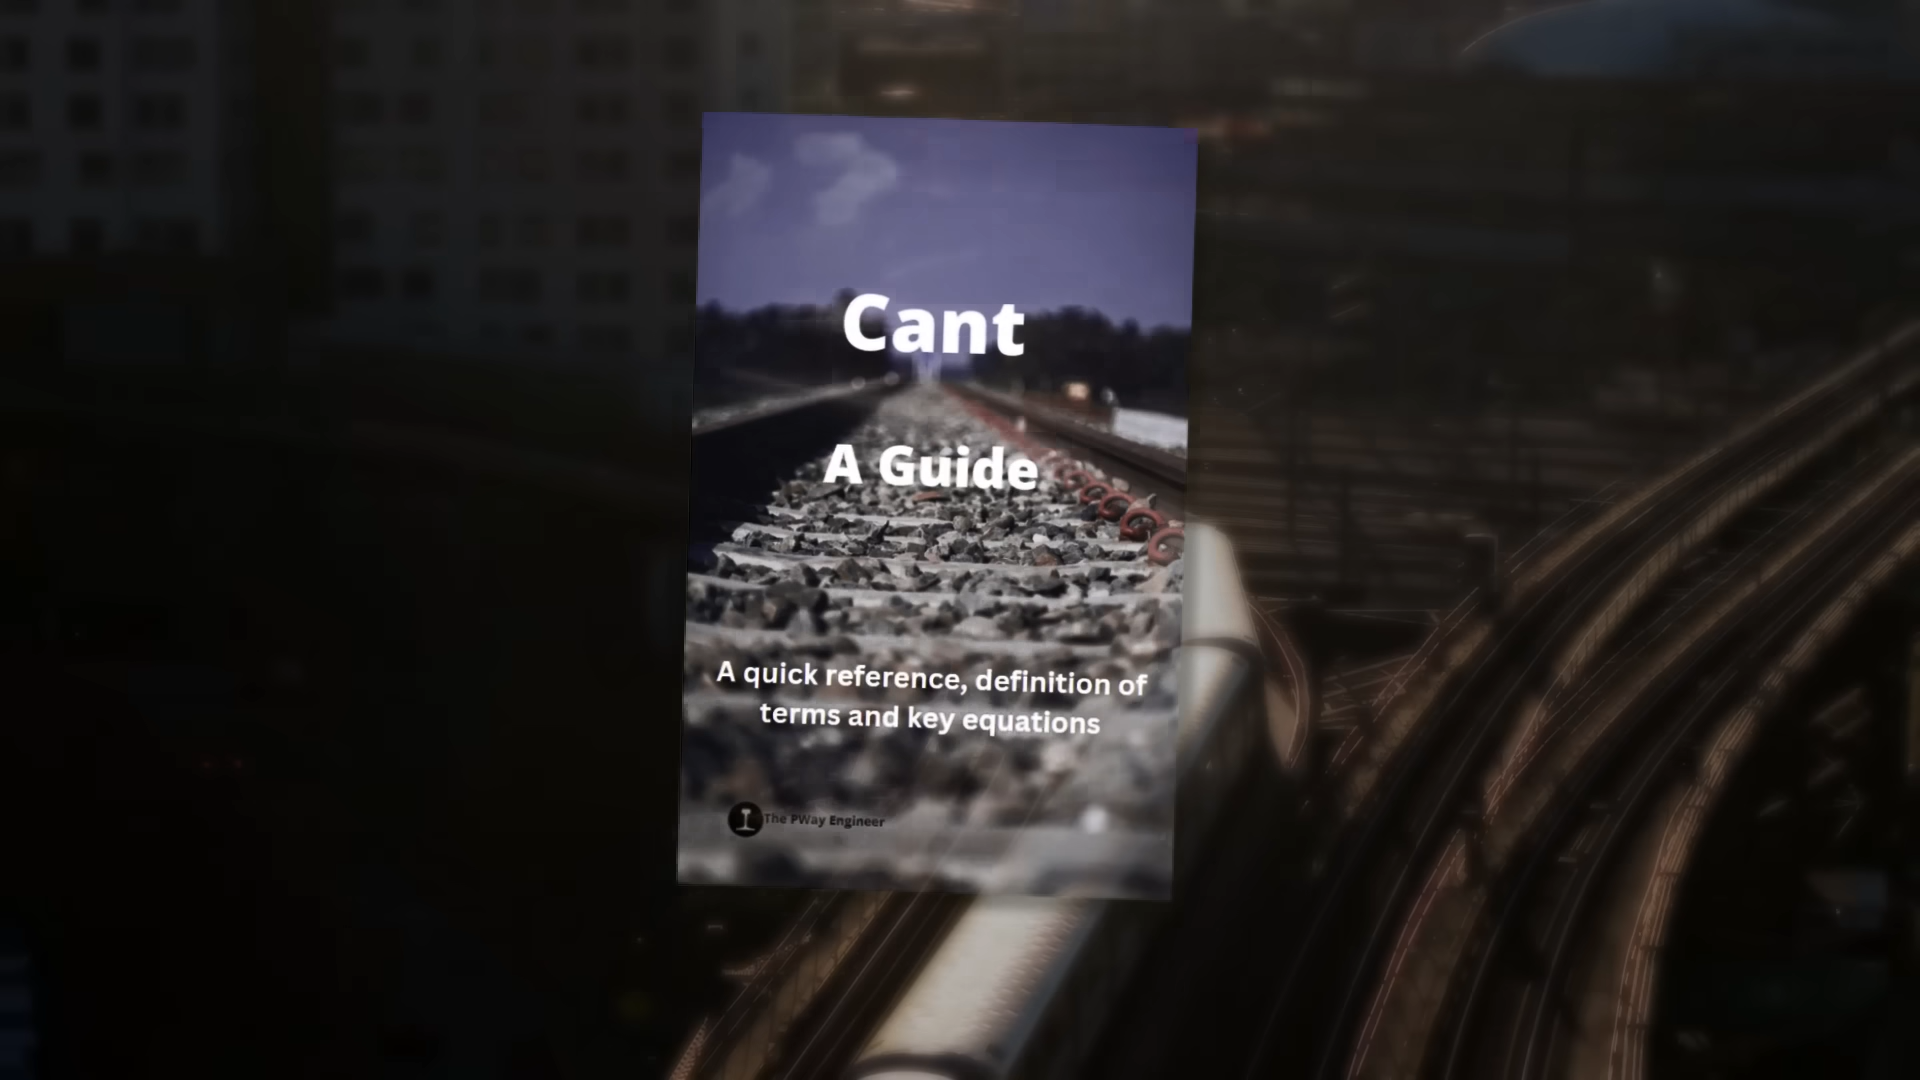 Cant
A Guide
A quick reference, definition of
terms and key equations
The PWay Engineer